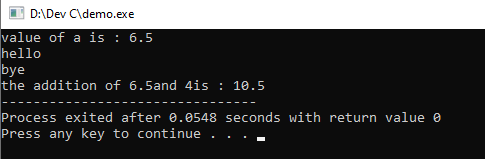 D:\Dev C\demo.exe
value of a is : 6.5
hello
bye
the addition of 6.5and 4is : 10.5
--------------------------------
Process exited after 0.0548 seconds with return value 0
Press any key to continue . . .